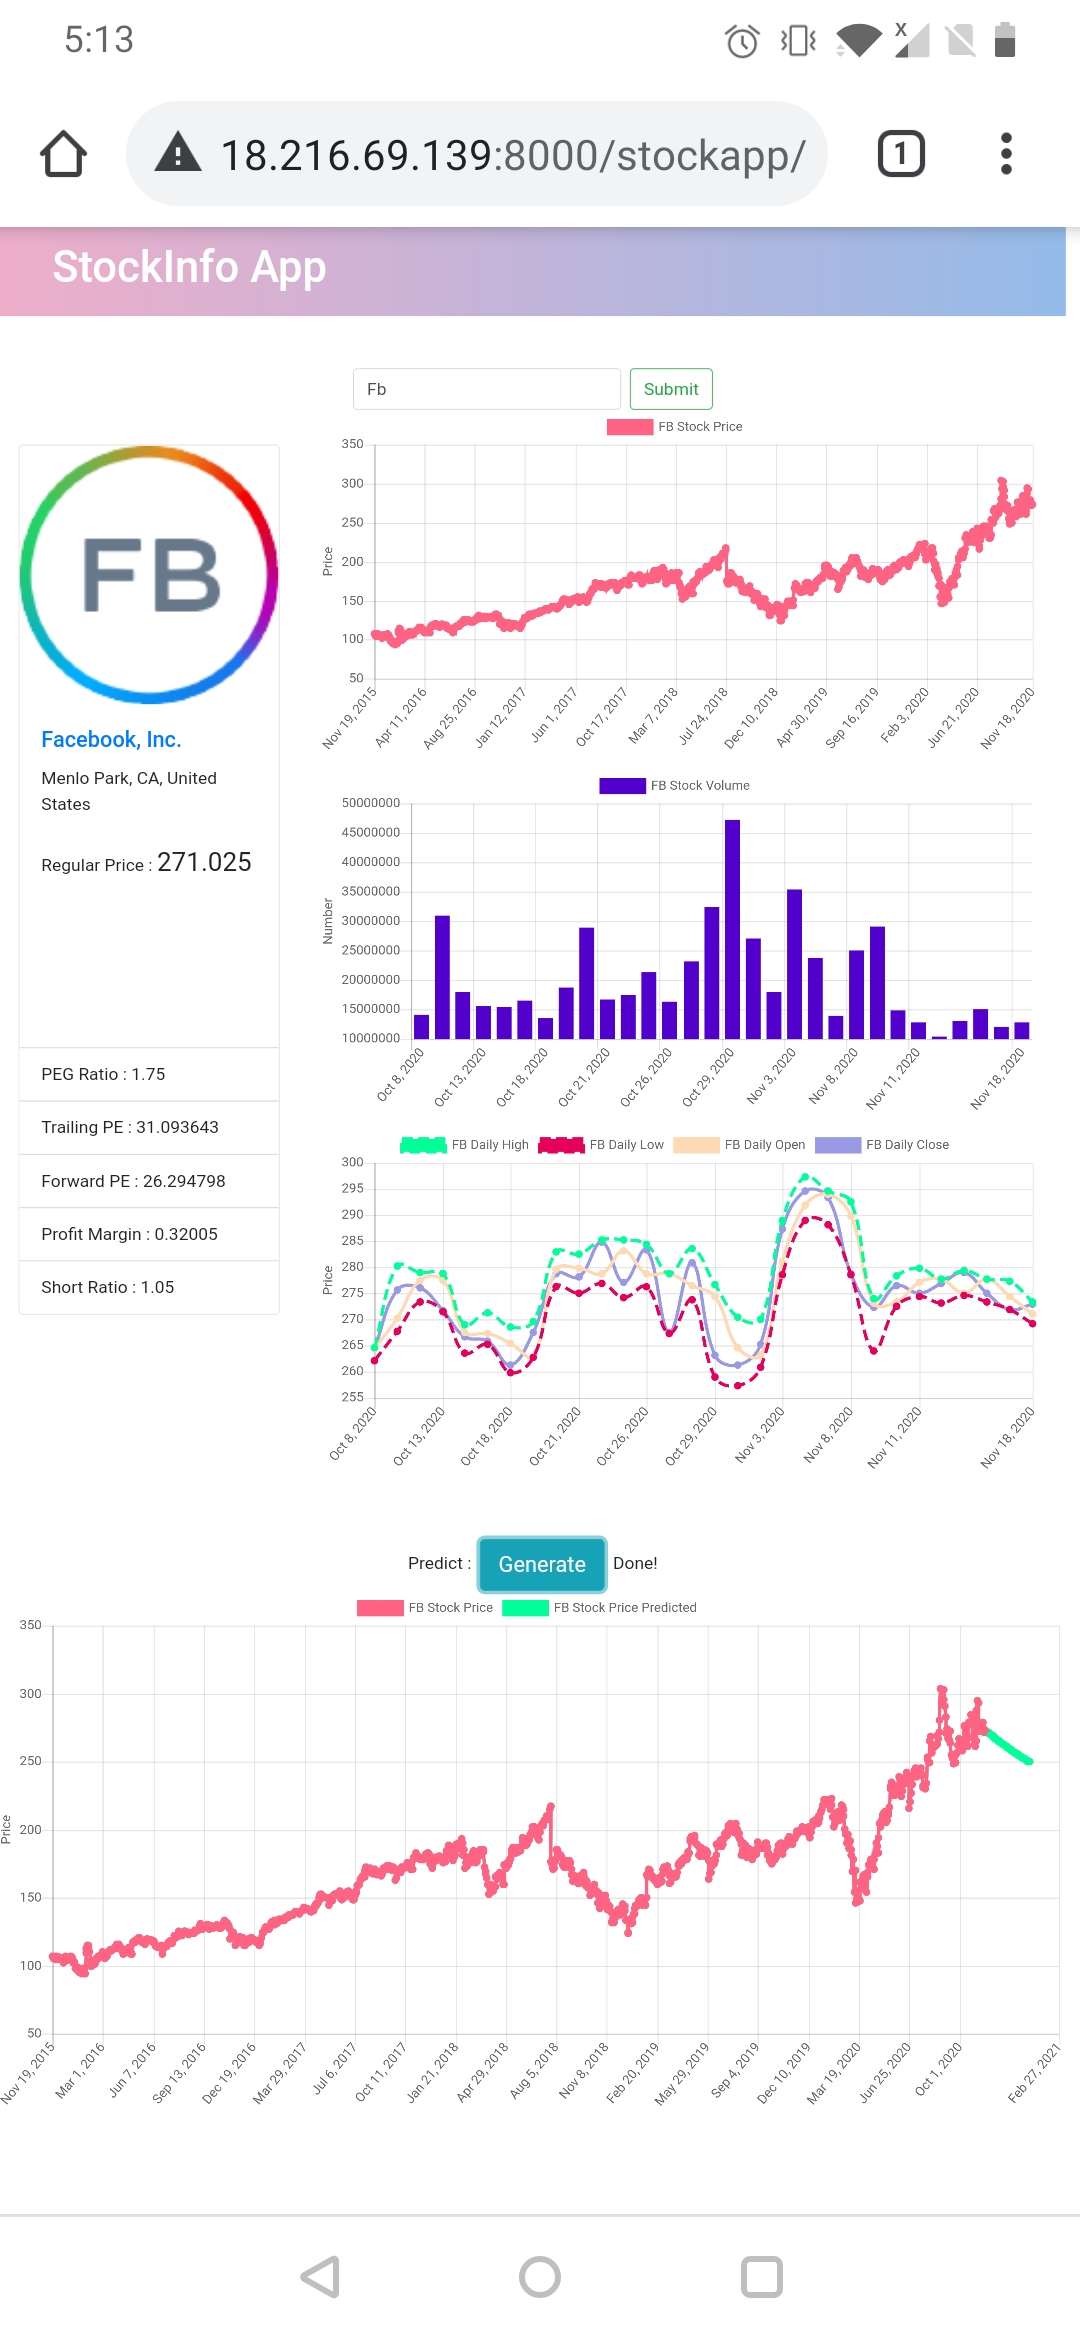 5:13
X
18.216.69.139:8000/stockapp/
1
StockInfo App
Fb
Submit
FB
Facebook, Inc.
Menlo Park, CA, United
States
Regular Price : 271.025
PEG Ratio : 1.75
Trailing PE : 31.093643
Forward PE : 26.294798
Profit Margin : 0.32005
Short Ratio : 1.05
FB Stock Price
350
300
250
200
150
100
50
Price
Nov 19, 2015
Apr 11, 2016
Aug 25, 2016
Jan 12, 2017
Jun 1, 2017
Oct 17, 2017
Mar 7, 2018
Jul 24, 2018
Dec 10, 2018
Apr 30, 2019
Sep 16, 2019
Feb 3, 2020
Jun 21, 2020
Nov 18, 2020
FB Stock Volume
50000000
45000000
40000000
35000000
30000000
25000000
20000000
15000000
10000000
Number
Oct 8, 2020
Oct 13, 2020
Oct 18, 2020
Oct 21, 2020
Oct 26, 2020
Oct 29, 2020
Nov 3, 2020
Nov 8, 2020
Nov 11, 2020
Nov 18, 2020
FB Daily High FB Daily Low FB Daily Open FB Daily Close
300
295
290
285
280
275
270
265
260
255
Price
Oct 8, 2020
Oct 13, 2020
Oct 18, 2020
Oct 21, 2020
Oct 26, 2020
Oct 29, 2020
Nov 3, 2020
Nov 8, 2020
Nov 11, 2020
Nov 18, 2020
Predict : Generate Done!
FB Stock Price FB Stock Price Predicted
350
300
250
200
150
100
50
Price
Nov 19, 2015
Mar 1, 2016
Jun 7, 2016
Sep 13, 2016
Dec 19, 2016
Mar 29, 2017
Jul 6, 2017
Oct 11, 2017
Jan 21, 2018
Apr 29, 2018
Aug 5, 2018
Nov 8, 2018
Feb 20, 2019
May 29, 2019
Sep 4, 2019
Dec 10, 2019
Mar 19, 2020
Jun 25, 2020
Oct 1, 2020
Feb 27, 2021